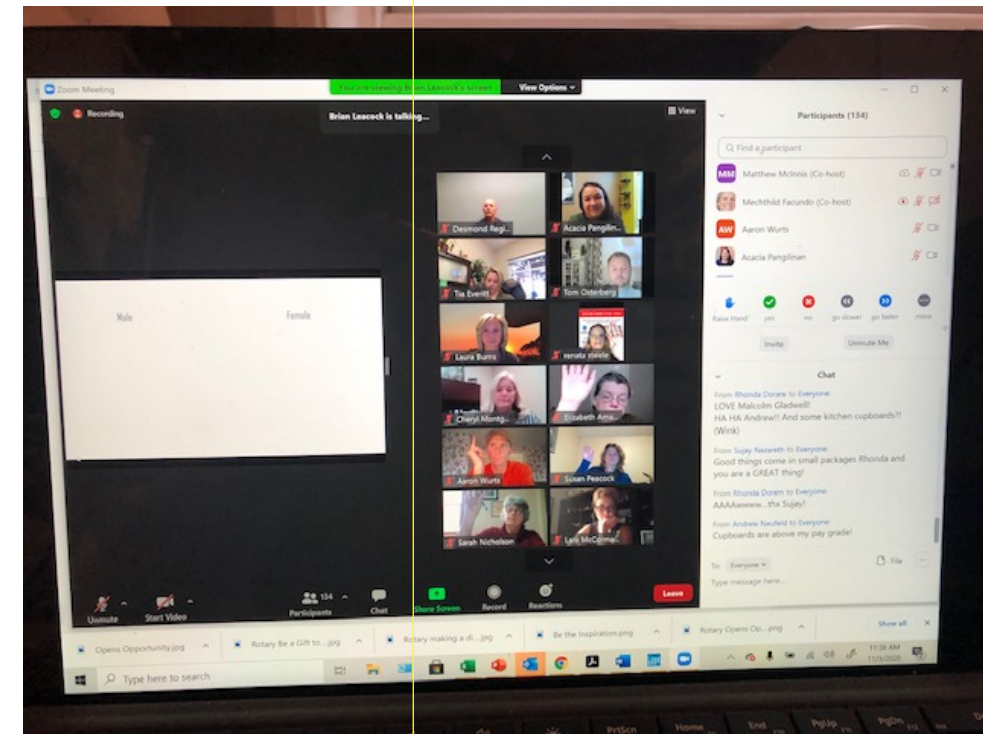 Zoom Meeting
You are viewing Brian Leacock's screen
View Options
Recording
Brian Leacock is talking...
View
Male
Female
Desmond Regi...
Acacia Pangilin...
Tia Everitt
Tom Osterberg
Laura Burns
renata steele
Cheryl Montg...
Elizabeth Ama...
Aaron Wurts
Susan Peacock
Sarah Nicholson
Lara McCorma...
Unmute
Start Video
134
Participants
Chat
Share Screen
Record
Reactions
Leave
Participants (134)
Find a participant
MM
Matthew McInnis (Co-host)
Mechthild Facundo (Co-host)
AW
Aaron Wurts
Acacia Pangilinan
Raise Hand
yes
no
go slower
go faster
more
Invite
Unmute Me
Chat
From Rhonda Doram to Everyone:
LOVE Malcolm Gladwell!
HA HA Andrew!! And some kitchen cupboards?!
(Wink)
From Sujay Nazareth to Everyone:
Good things come in small packages Rhonda and
you are a GREAT thing!
From Rhonda Doram to Everyone:
AAAAwwww...thx Sujay!
From Andrew Neufeld to Everyone:
Cupboards are above my pay grade!
To:
Everyone
File
Type message here...
Opens Opportunity.jpg
Rotary Be a Gift to....jpg
Rotary making a di...jpg
Be the Inspiration.png
Rotary Opens Op....png
Show all
Type here to search
11:38 AM
11/3/2020
PrtScn
Home
End
PgUp
PgDn